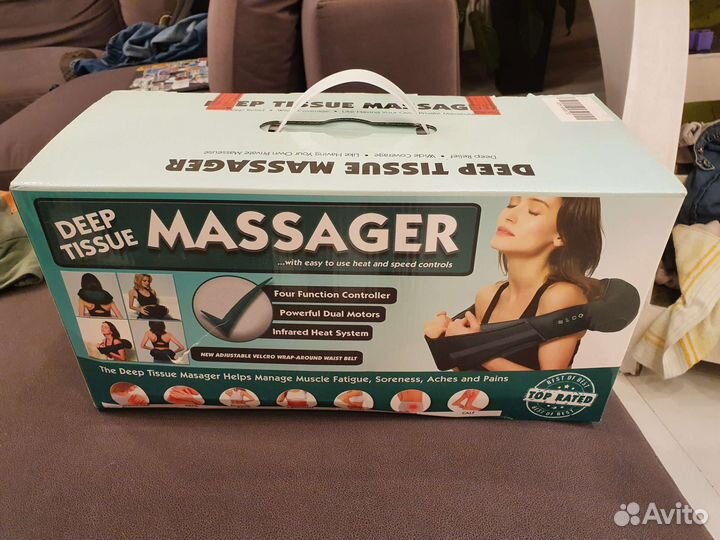 DEEP TISSUE MASSAGER
DEEP TISSUE MASSAGER
Deep Relief • Wide Coverage • Like Having Your Own Private Masseuse
DEEP
TISSUE
MASSAGER
...with easy to use heat and speed controls
Four Function Controller
Powerful Dual Motors
Infrared Heat System
NEW ADJUSTABLE VELCRO WRAP-AROUND WAIST BELT
The Deep Tissue Masager Helps Manage Muscle Fatigue, Soreness, Aches and Pains
BEST OF BEST
TOP RATED
BEST OF BEST
CALF
Avito